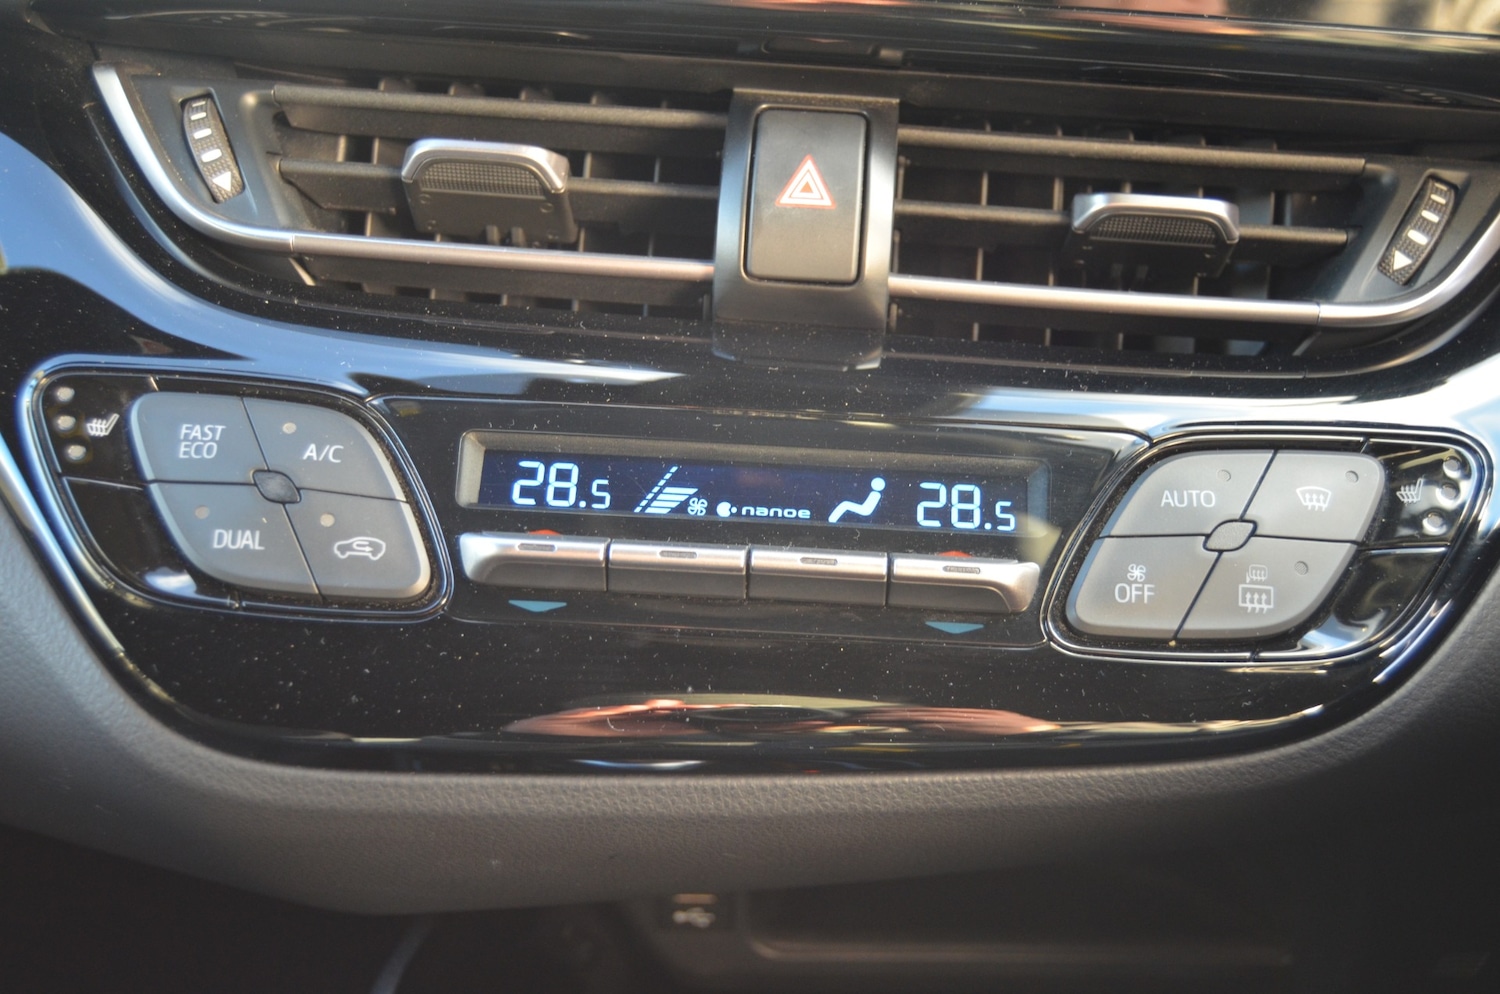 FAST
ECO
A/C
DUAL
28.5
nanoe
28.5
AUTO
OFF